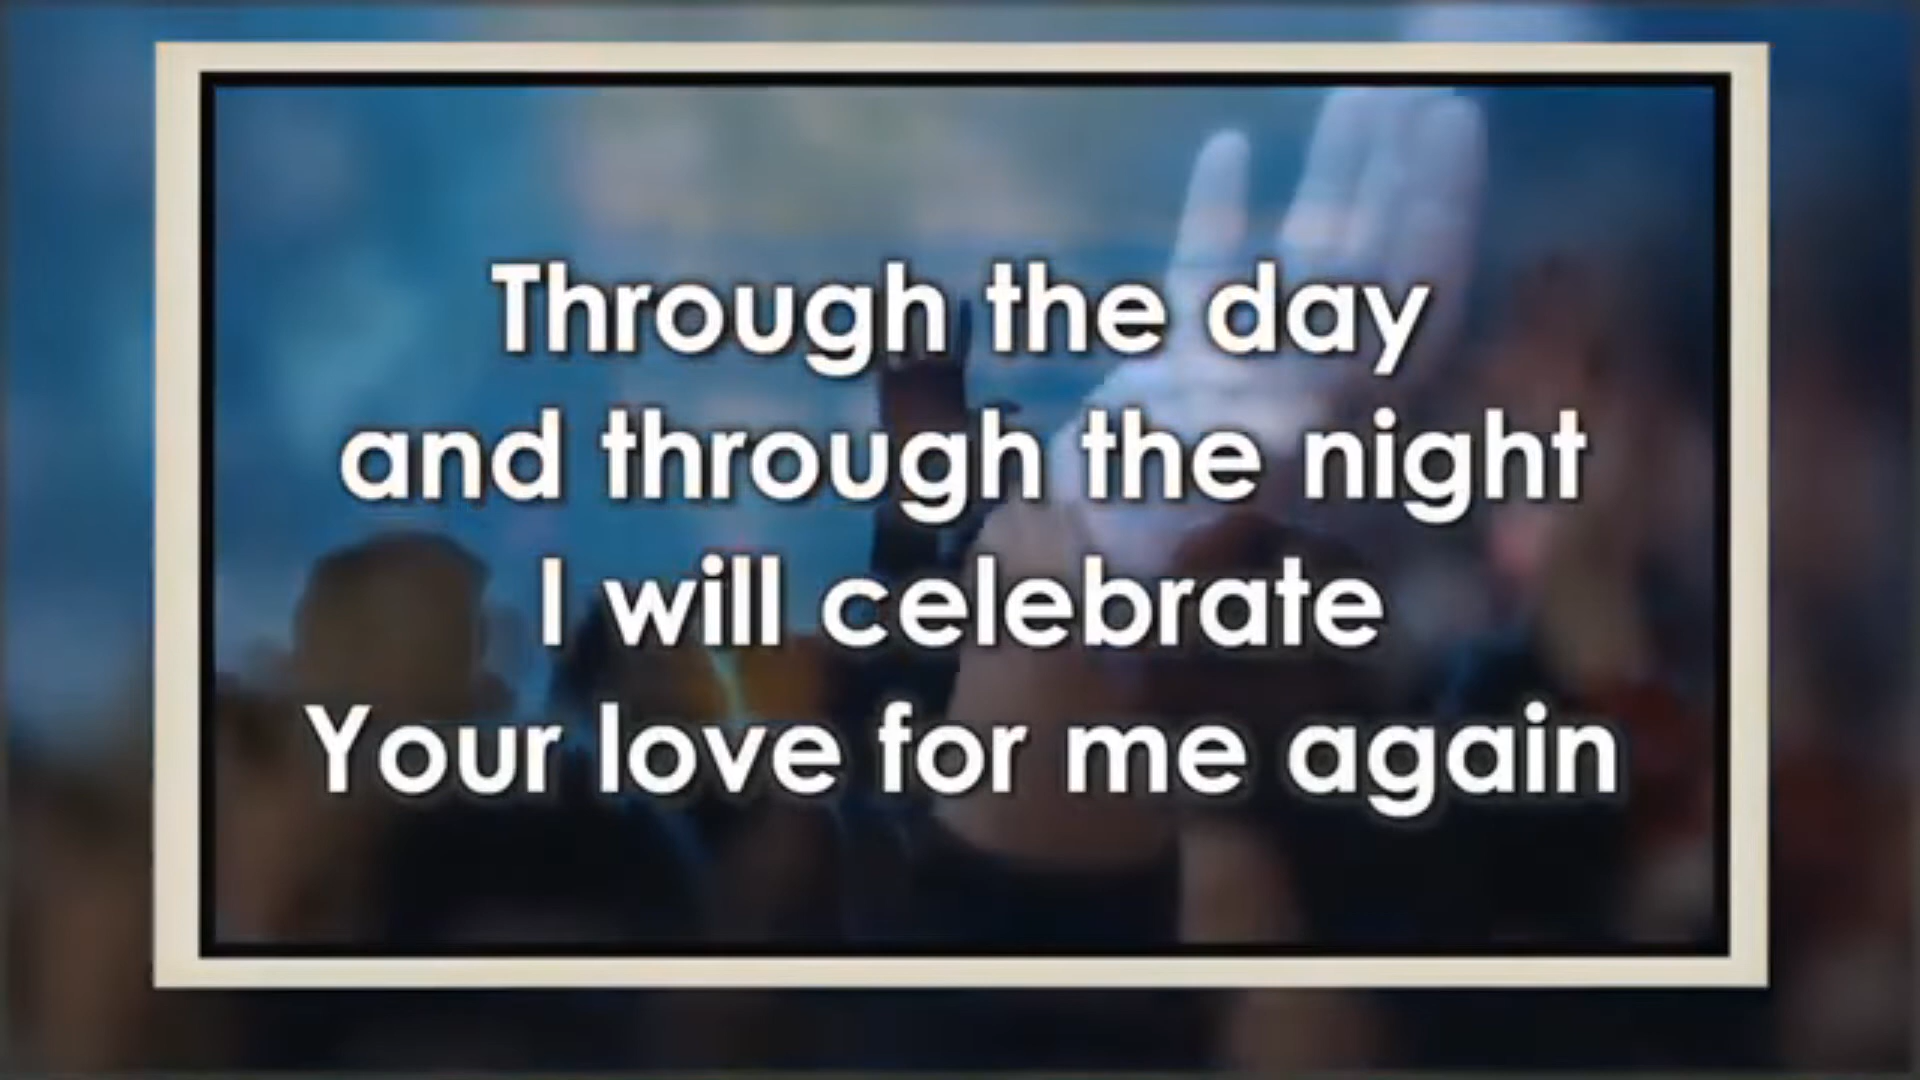 Through the day
and through the night
I will celebrate
Your love for me again